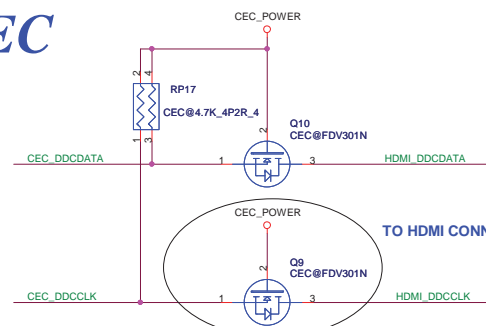 EC
CEC_POWER
2
4
RP17
CEC@4.7K_4P2R_4
1
3
2
Q10
CEC@FDV301N
CEC_DDCDATA
1
3
HDMI_DDCDATA
CEC_POWER
TO HDMI CONN
2
Q9
CEC@FDV301N
CEC_DDCCLK
1
3
HDMI_DDCCLK